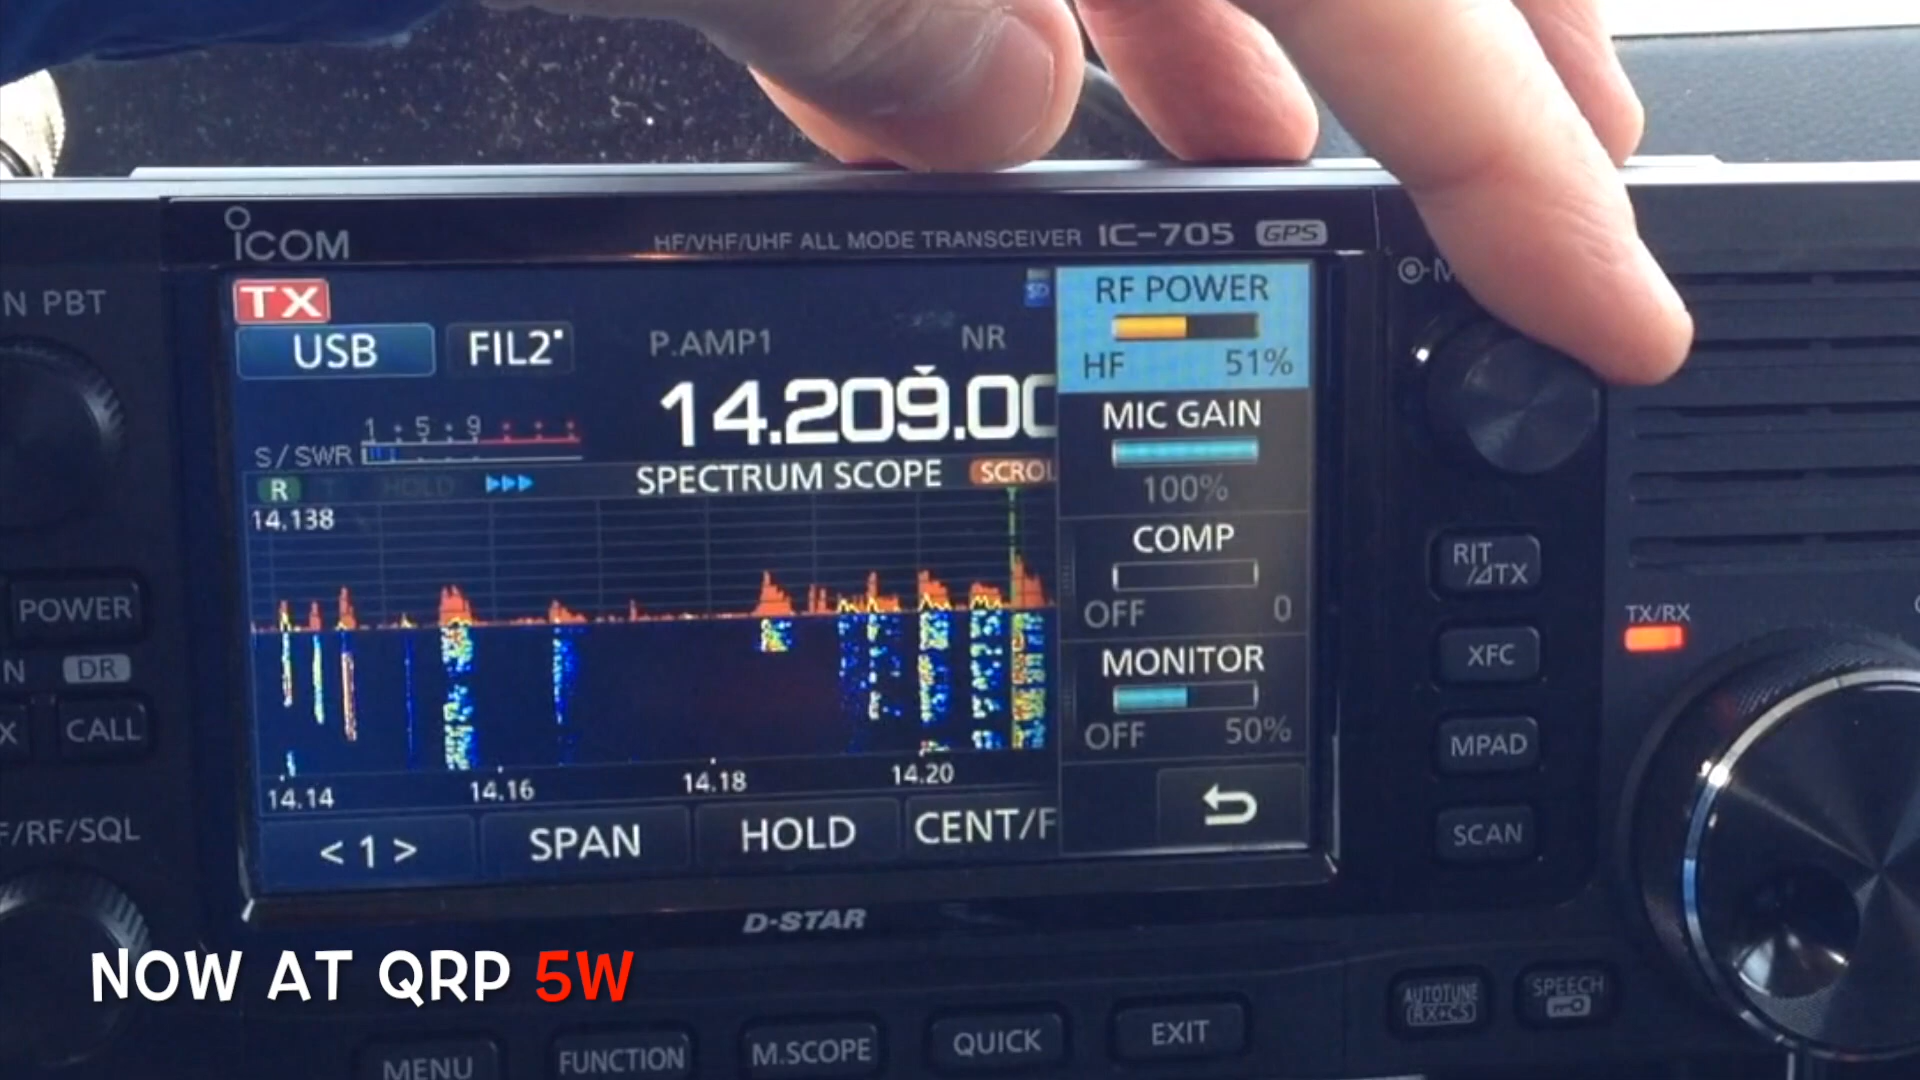 ICOM
HF/VHF/UHF ALL MODE TRANSCEIVER IC-705 GPS
N PBT
TX
SD
USB
FIL2
P.AMP1
NR
14.209.00
S/SWR
1 5 9
R
HOLD
SPECTRUM SCOPE
SCROL
14.138
14.14
14.16
14.18
14.20
< 1 >
SPAN
HOLD
CENT/F
RF POWER
HF 51%
MIC GAIN
100%
COMP
OFF 0
MONITOR
OFF 50%
POWER
N DR
X
CALL
F/RF/SQL
RIT
/⊿TX
XFC
MPAD
SCAN
TX/RX
D-STAR
AUTOTUNE
(RX→CS)
SPEECH
MENU
FUNCTION
M.SCOPE
QUICK
EXIT
NOW AT QRP 5W